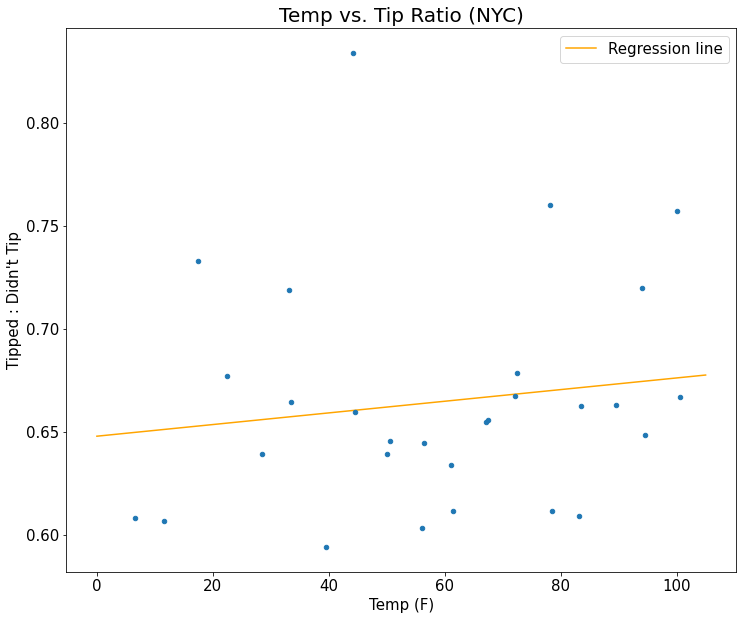 Temp vs. Tip Ratio (NYC)
Regression line
Tipped : Didn't Tip
0.80
0.75
0.70
0.65
0.60
0 20 40 60 80 100
Temp (F)